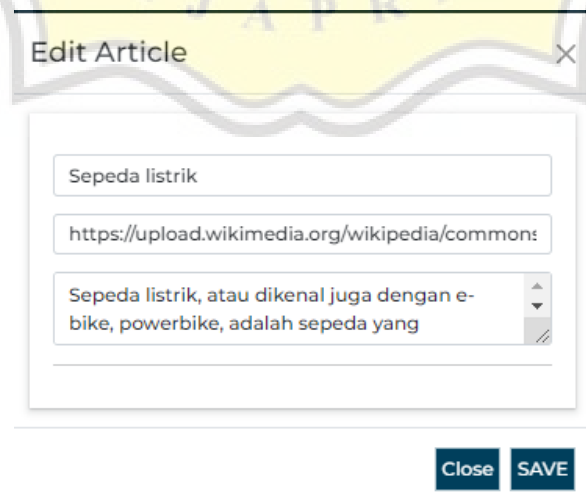 J A P R
Edit Article
Sepeda listrik
https://upload.wikimedia.org/wikipedia/commons
Sepeda listrik, atau dikenal juga dengan e-
bike, powerbike, adalah sepeda yang
Close SAVE